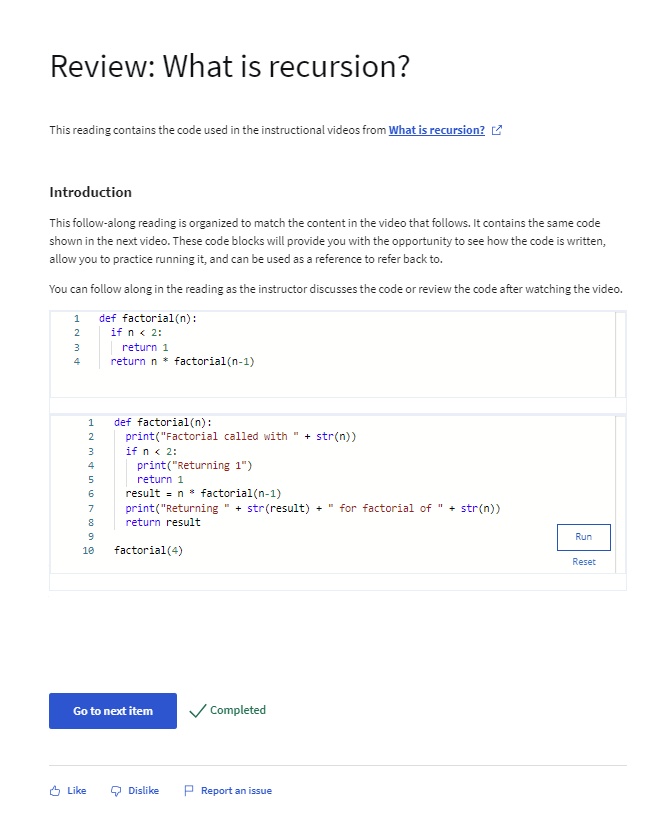 Review: What is recursion?
This reading contains the code used in the instructional videos from What is recursion?
Introduction
This follow-along reading is organized to match the content in the video that follows. It contains the same code
shown in the next video. These code blocks will provide you with the opportunity to see how the code is written,
allow you to practice running it, and can be used as a reference to refer back to.
You can follow along in the reading as the instructor discusses the code or review the code after watching the video.
1 def factorial(n):
2 if n < 2:
3 return 1
4 return n * factorial(n-1)
1 def factorial(n):
2 print("Factorial called with " + str(n))
3 if n < 2:
4 print("Returning 1")
5 return 1
6 result = n * factorial(n-1)
7 print("Returning " + str(result) + " for factorial of " + str(n))
8 return result
9
10 factorial(4)
Run
Reset
Go to next item
Completed
Like Dislike Report an issue